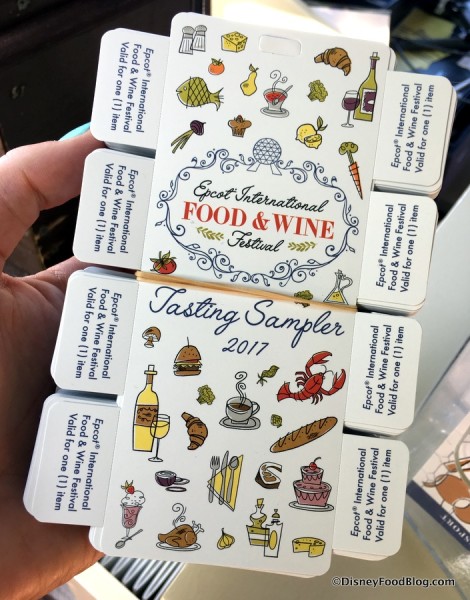 Epcot International
FOOD & WINE
Festival
Tasting Sampler
2017
Epcot® International
Food & Wine Festival
Valid for one (1) item
Epcot® International
Food & Wine Festival
Valid for one (1) item
Epcot® International
Food & Wine Festival
Valid for one (1) item
Epcot® International
Food & Wine Festival
Valid for one (1) item
Epcot® International
Food & Wine Festival
Valid for one (1) item
Epcot® International
Food & Wine Festival
Valid for one (1) item
Epcot® International
Food & Wine Festival
Valid for one (1) item
Epcot® International
Food & Wine Festival
Valid for one (1) item
©DisneyFoodBlog.com